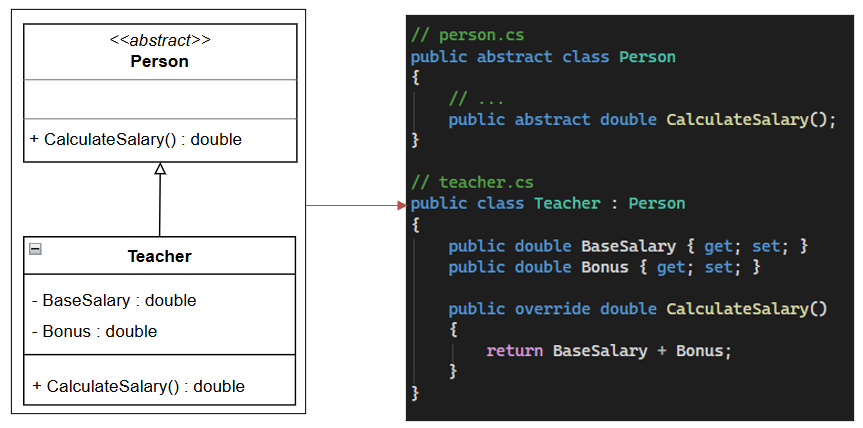 <<abstract>>
Person
+ CalculateSalary() : double
Teacher
- BaseSalary : double
- Bonus : double
+ CalculateSalary() : double
// person.cs
public abstract class Person
{
// ...
public abstract double CalculateSalary();
}
// teacher.cs
public class Teacher : Person
{
public double BaseSalary { get; set; }
public double Bonus { get; set; }
public override double CalculateSalary()
{
return BaseSalary + Bonus;
}
}